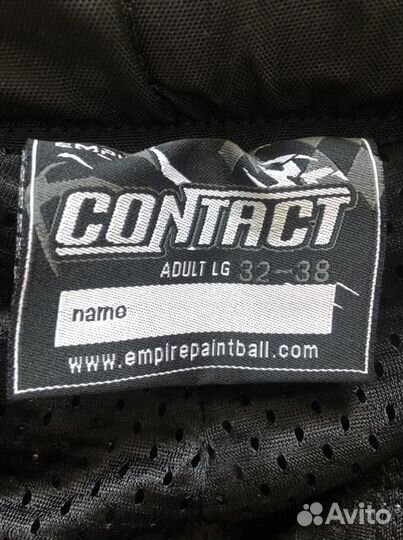 CONTACT
ADULT LG 32-38
name
www.empirepaintball.com
Avito